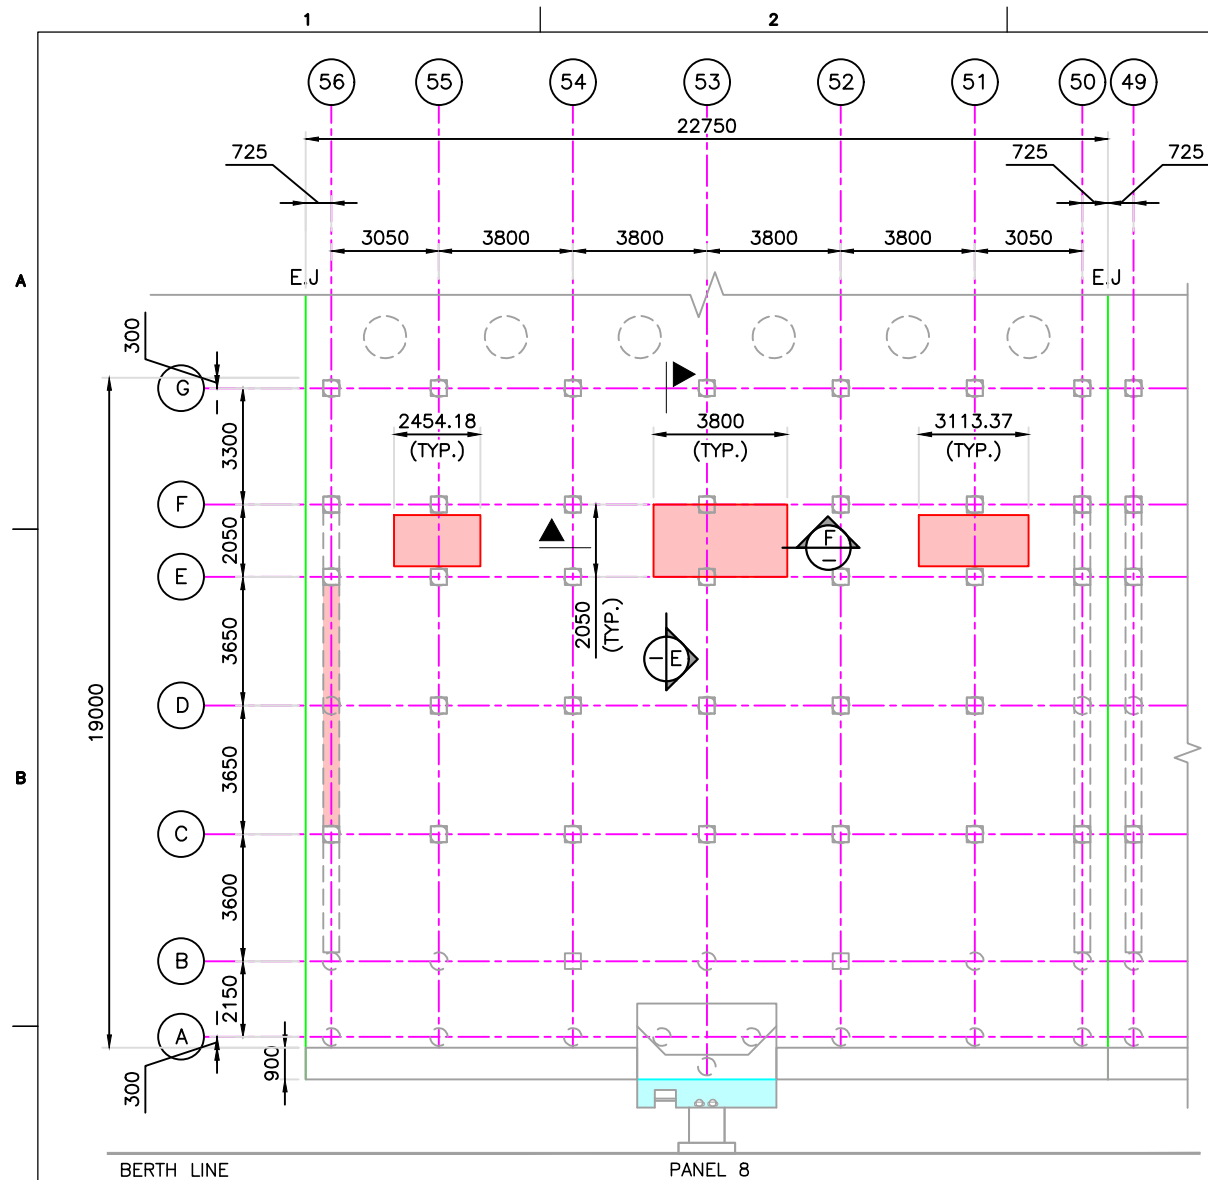 1 2
56 55 54 53 52 51 50 49
22750
725 725 725
3050 3800 3800 3800 3800 3050
A
E.J E.J
300
G
2454.18 3800 3113.37
(TYP.) (TYP.) (TYP.)
3300
F
2050
F
–
E
2050
(TYP.)
3650
– E
19000
D
B
3650
C
3600
B
2150
A
900
300
BERTH LINE PANEL 8